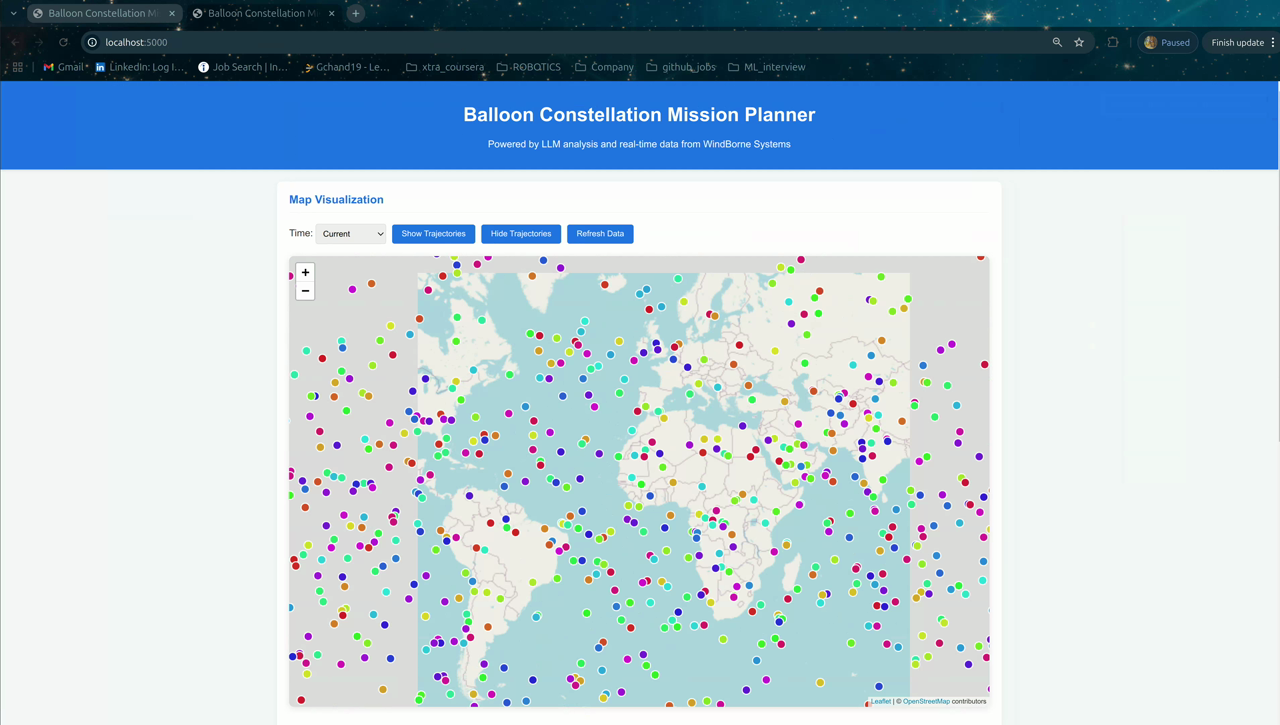 Balloon Constellation Mi
Balloon Constellation M
localhost:5000
Paused
Finish update
Gmail
LinkedIn: Log I...
Job Search | In...
Gchand19 - Le...
xtra_coursera
ROBOTICS
Company
github_jobs
ML_interview
Balloon Constellation Mission Planner
Powered by LLM analysis and real-time data from WindBorne Systems
Map Visualization
Time: Current
Show Trajectories
Hide Trajectories
Refresh Data
+
−
Leaflet | © OpenStreetMap contributors